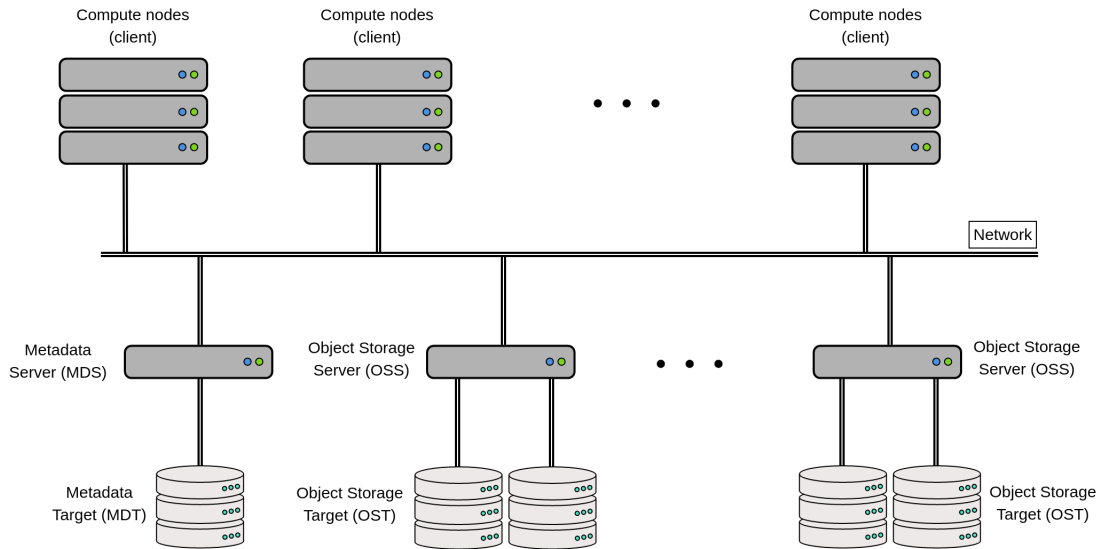 Compute nodes
(client)
Compute nodes
(client)
Compute nodes
(client)
Network
Metadata
Server (MDS)
Object Storage
Server (OSS)
Object Storage
Server (OSS)
Metadata
Target (MDT)
Object Storage
Target (OST)
Object Storage
Target (OST)